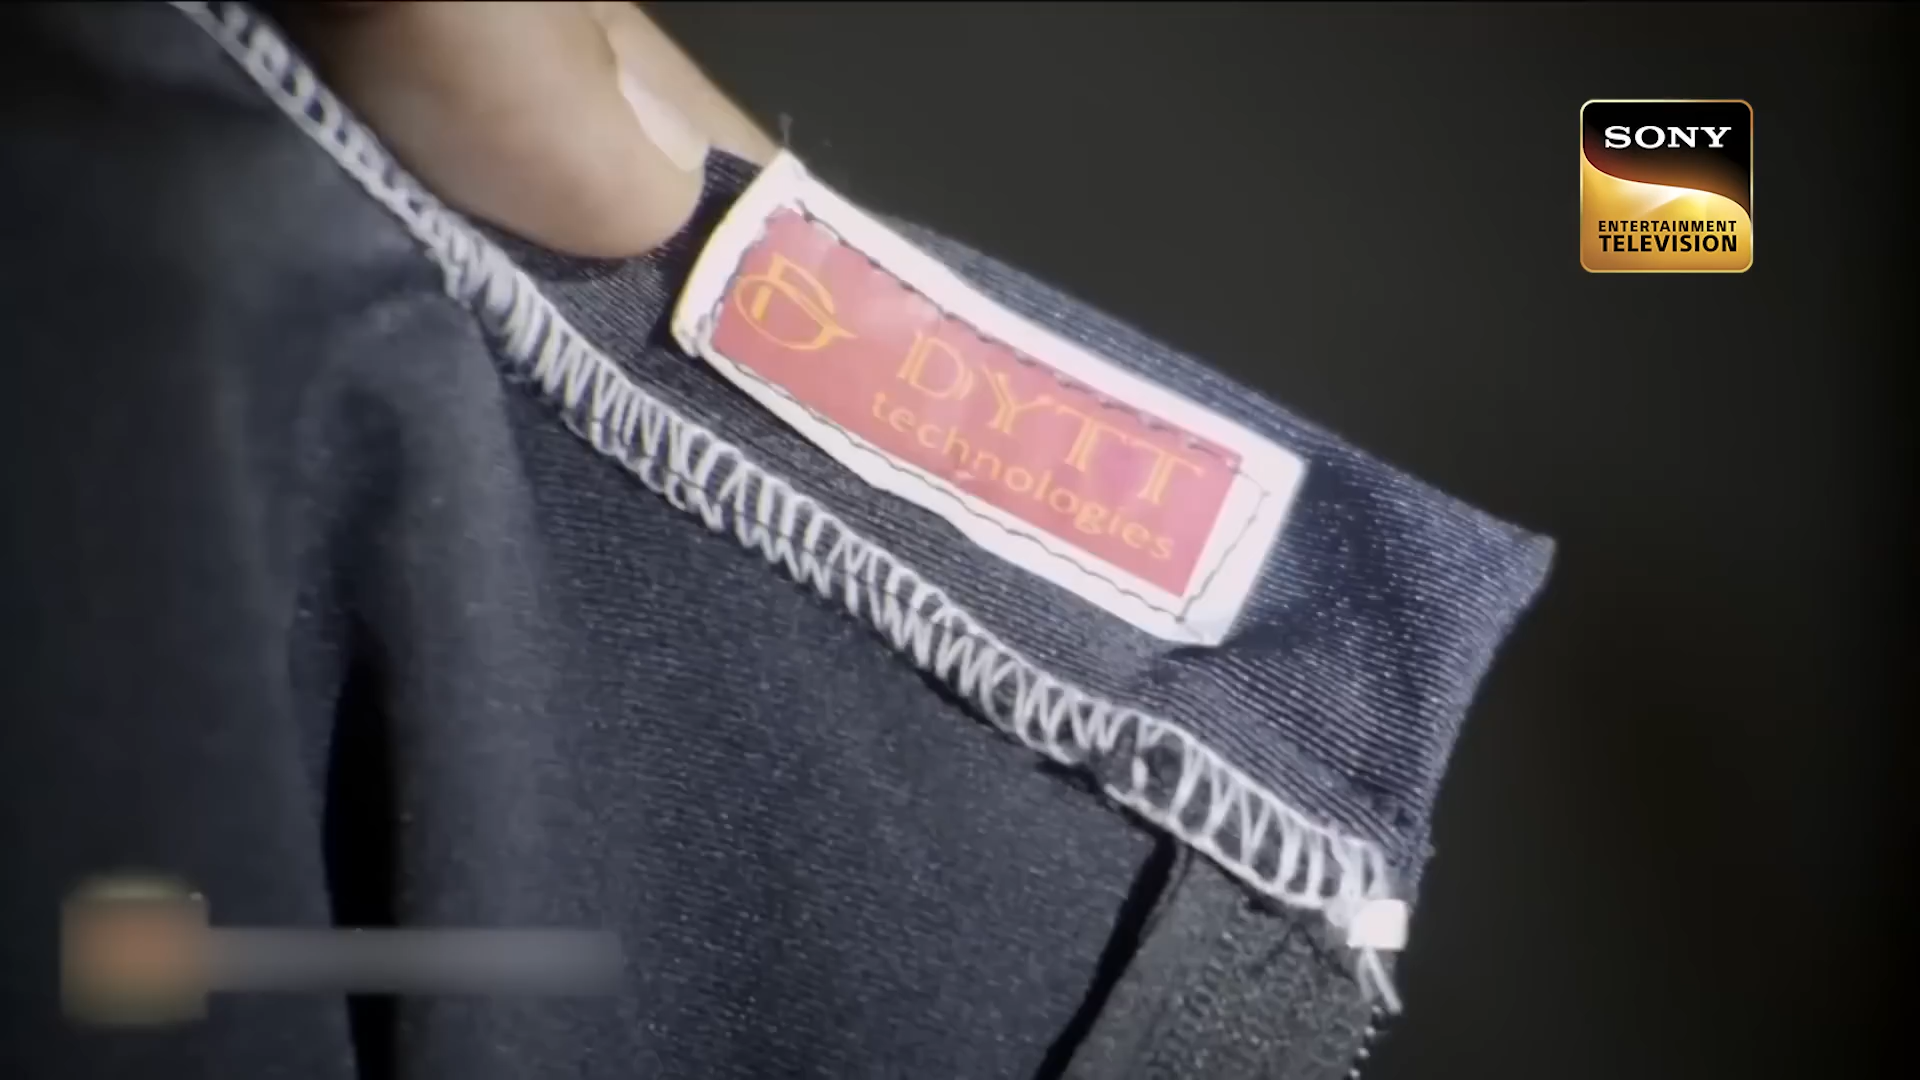 SONY
ENTERTAINMENT
TELEVISION
DYTT
technologies